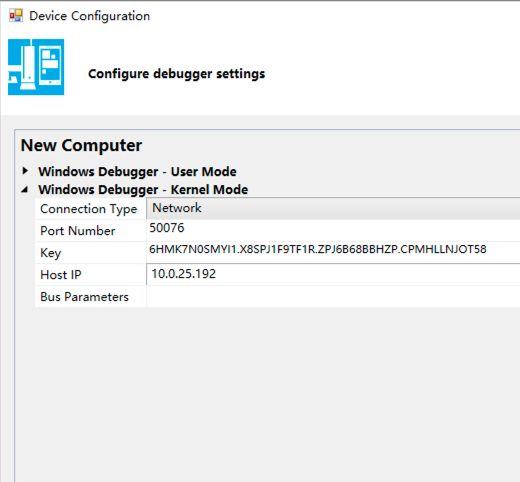 Device Configuration
Configure debugger settings
New Computer
Windows Debugger - User Mode
Windows Debugger - Kernel Mode
Connection Type Network
Port Number 50076
Key 6HMK7N0SMYI1.X8SPJ1F9TF1R.ZPJ6B68BBHZP.CPMHLLNJOT58
Host IP 10.0.25.192
Bus Parameters